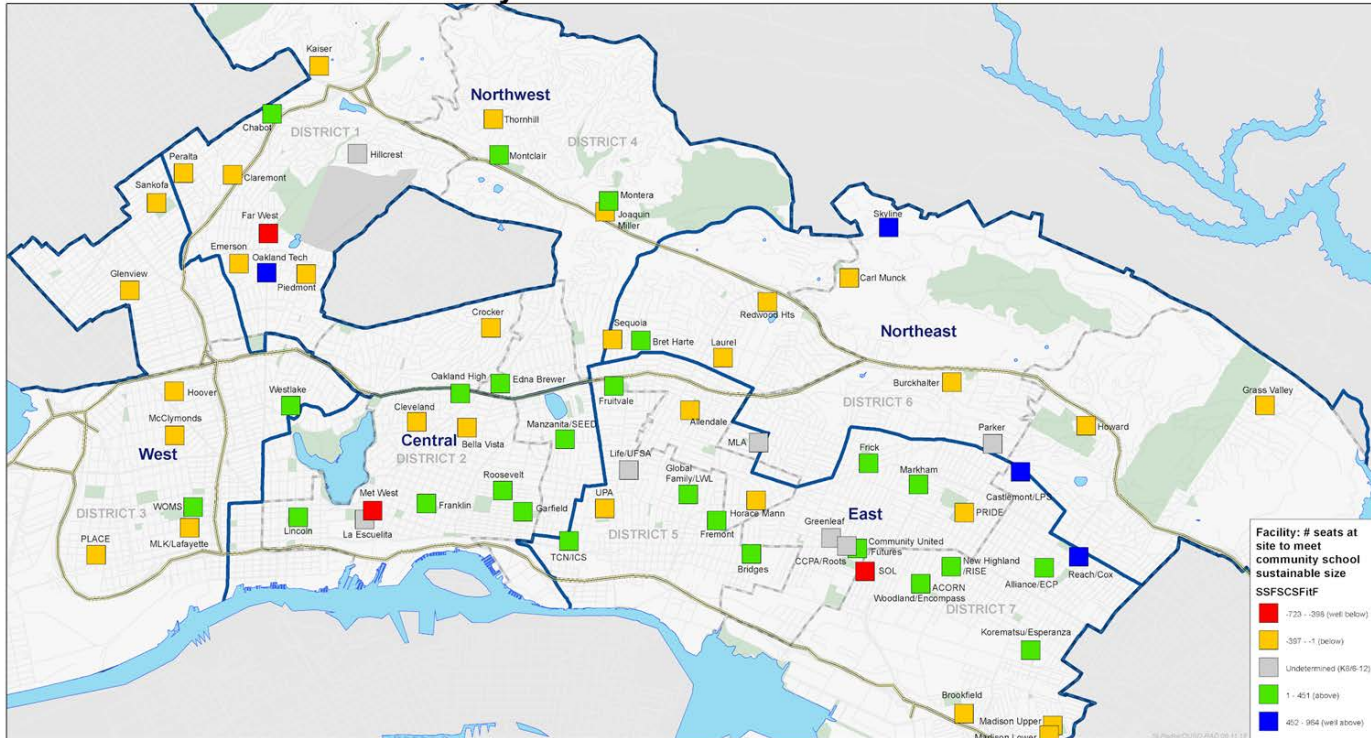 Kaiser
Northwest
Chabot
DISTRICT 1
Thornhill
DISTRICT 4
Hillcrest
Montclair
Peralta
Claremont
Sankofa
Montera
Joaquin
Miller
Far West
Skyline
Emerson
Oakland Tech
Piedmont
Glenview
Carl Munck
Redwood Hts
Crocker
Sequoia
Bret Harte
Northeast
Laurel
Hoover
Westlake
Oakland High
Edna Brewer
Fruitvale
Burckhalter
Grass Valley
McClymonds
Cleveland
Manzanita/SEED
Allendale
DISTRICT 6
Howard
West
Central
Bella Vista
DISTRICT 2
MLA
Parker
Life/UFSA
Frick
Markham
Castlemont/LPS
Met West
Roosevelt
Global
Family/LWL
WOMS
DISTRICT 3
MLK/Lafayette
PLACE
Lincoln
La Escuelita
Franklin
Garfield
UPA
DISTRICT 5
Horace Mann
Fremont
East
PRIDE
Greenleaf
TCN/ICS
Bridges
CCPA/Roots
Community United
/Futures
SOL
New Highland
/RISE
ACORN
Woodland/Encompass
Alliance/ECP
Reach/Cox
DISTRICT 7
Korematsu/Esperanza
Brookfield
Madison Upper
Madison Lower
Facility: # seats at
site to meet
community school
sustainable size
SSFSCSFitF
-723 - -398 (well below)
-397 - -1 (below)
Undetermined (K8/6-12)
1 - 451 (above)
452 - 964 (well above)